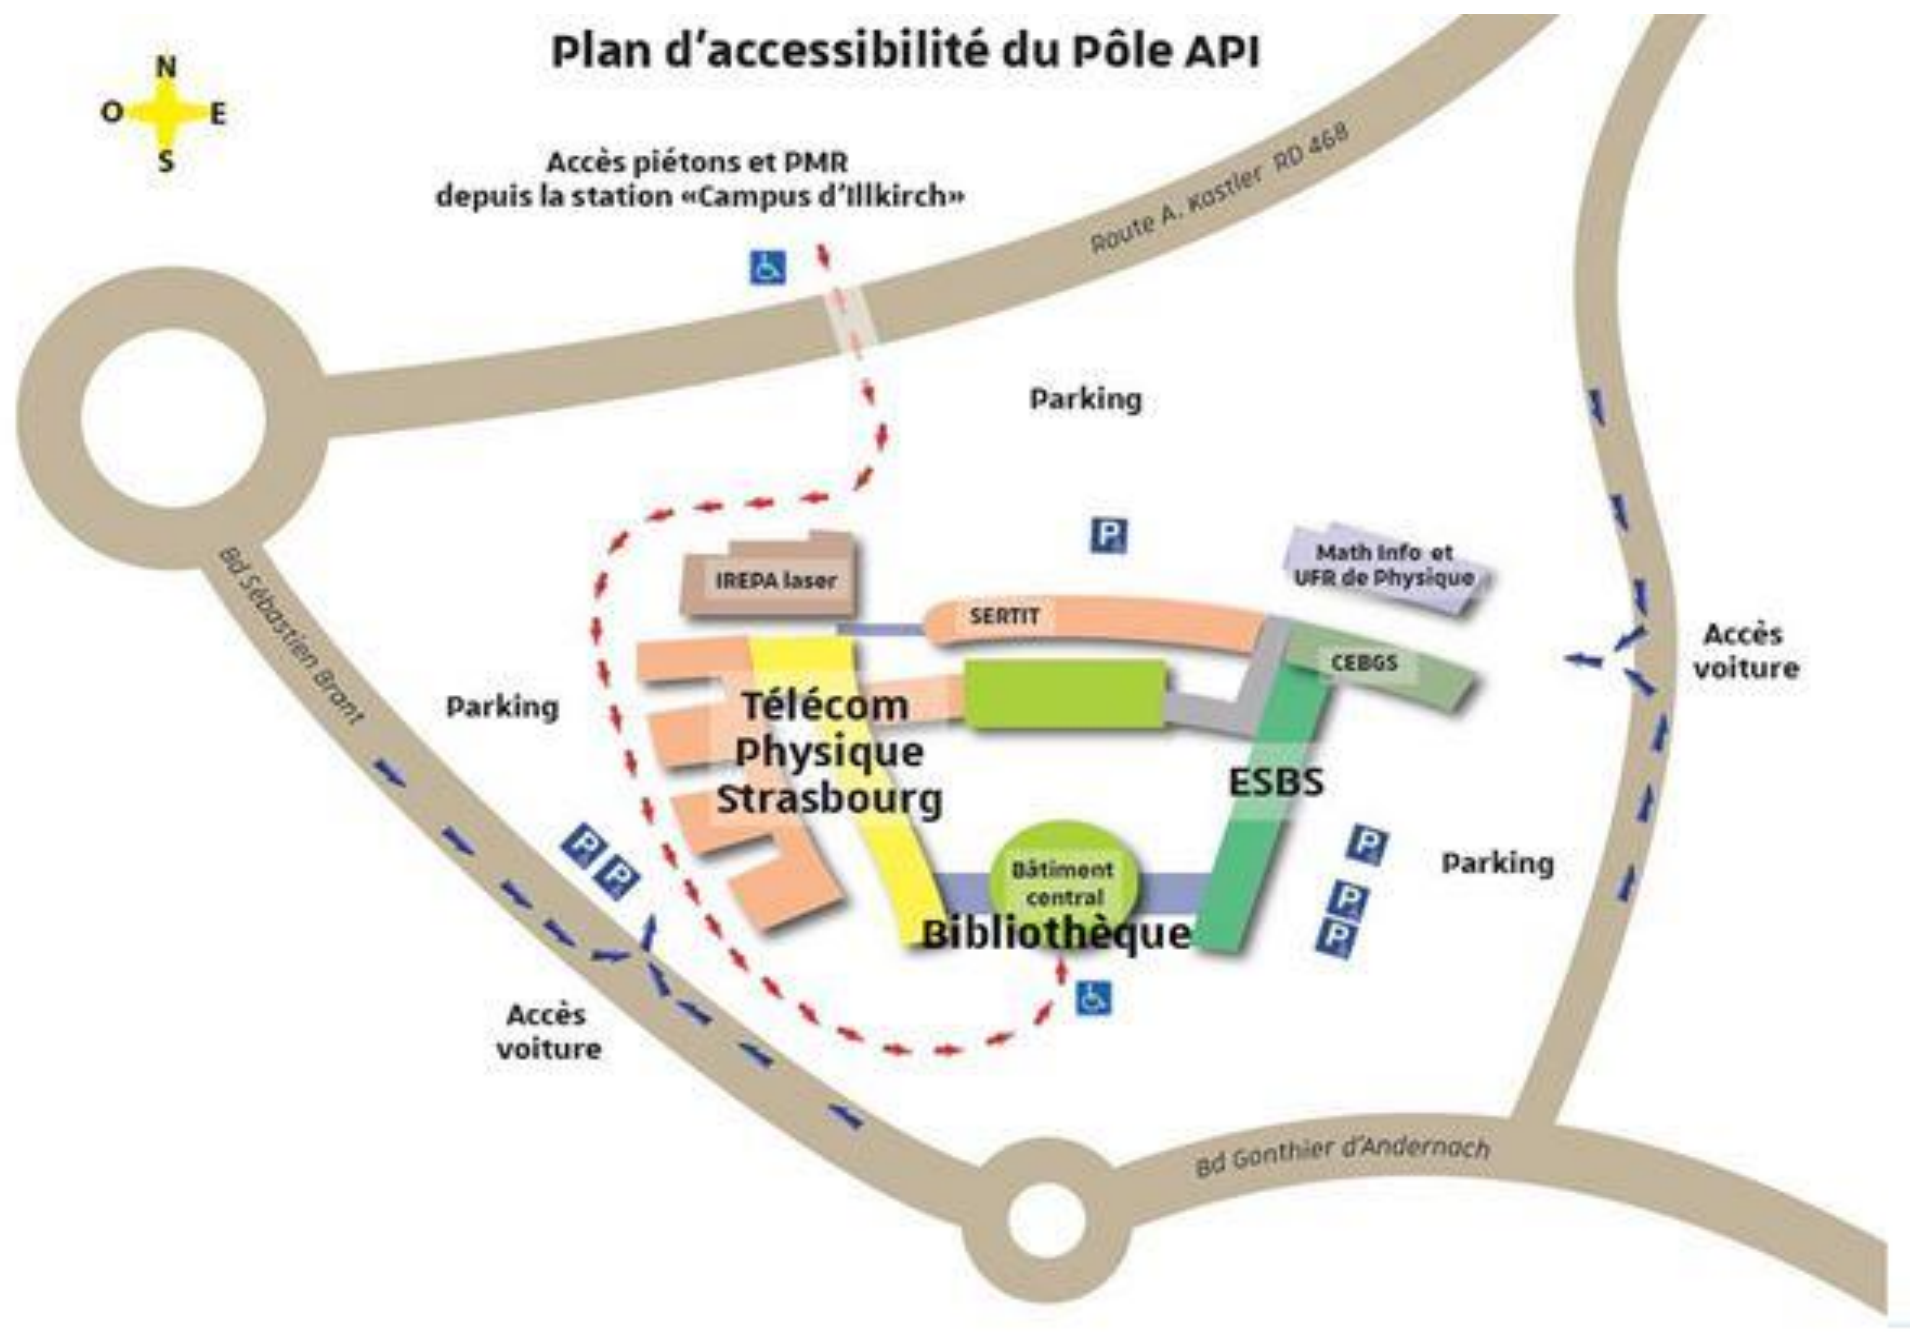 Plan d'accessibilité du Pôle API
N
O E
S
Accès piétons et PMR
depuis la station «Campus d'Illkirch»
Route A. Kostler RD 468
Parking
P
IREPA laser
Math Info et
UFR de Physique
SERTIT
CEBGS
Accès
voiture
Bd Sébastien Brant
Parking
Télécom
Physique
Strasbourg
ESBS
P P
Bâtiment
central
Bibliothèque
P
P
P
Parking
Accès
voiture
Bd Gonthier d'Andernach